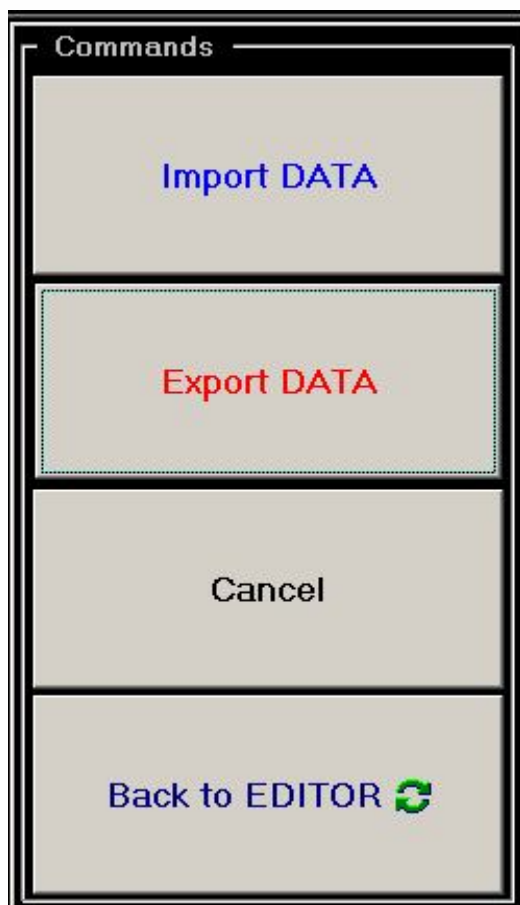 Commands
Import DATA
Export DATA
Cancel
Back to EDITOR